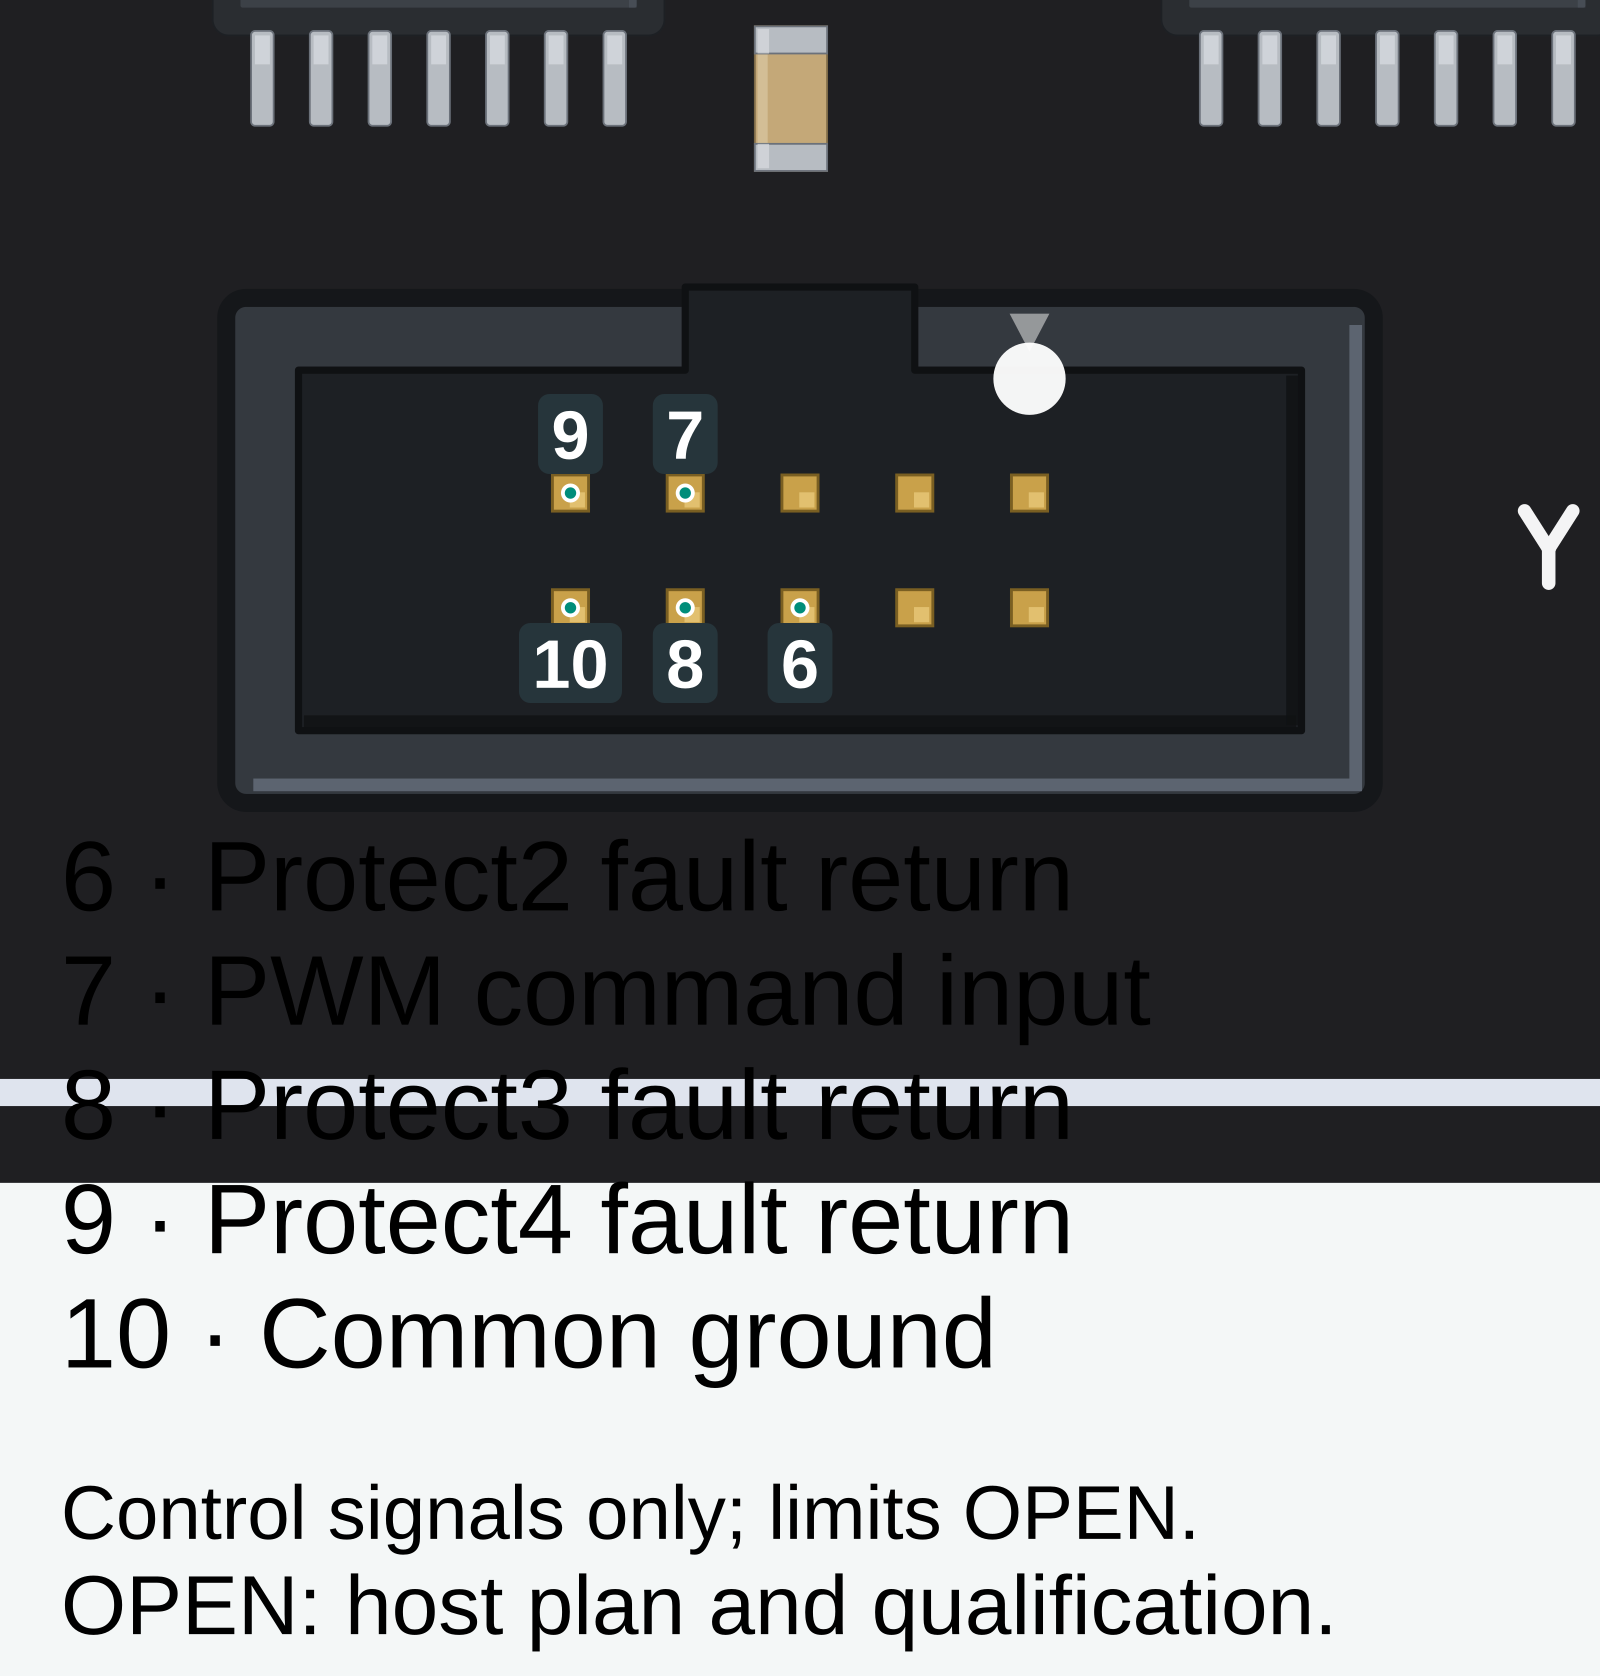 9 7
Y
10 8 6
6 · Protect2 fault return
7 · PWM command input
8 · Protect3 fault return
9 · Protect4 fault return
10 · Common ground
Control signals only; limits OPEN.
OPEN: host plan and qualification.